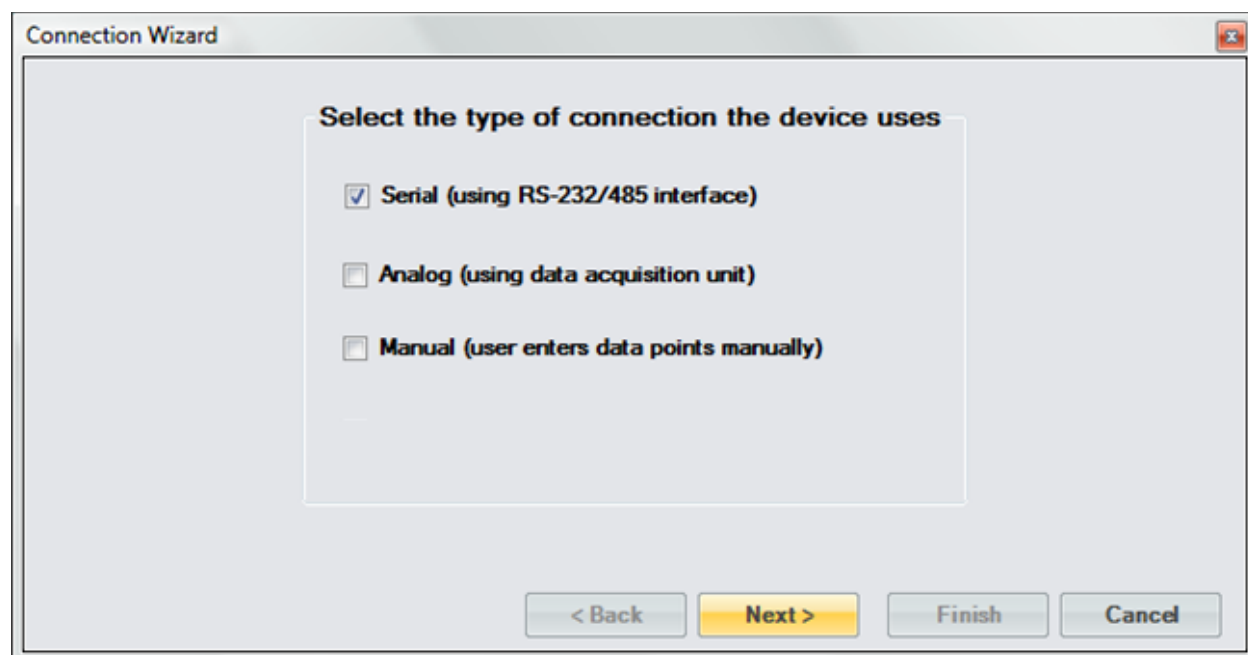 Connection Wizard
Select the type of connection the device uses
Serial (using RS-232/485 interface)
Analog (using data acquisition unit)
Manual (user enters data points manually)
< Back Next > Finish Cancel